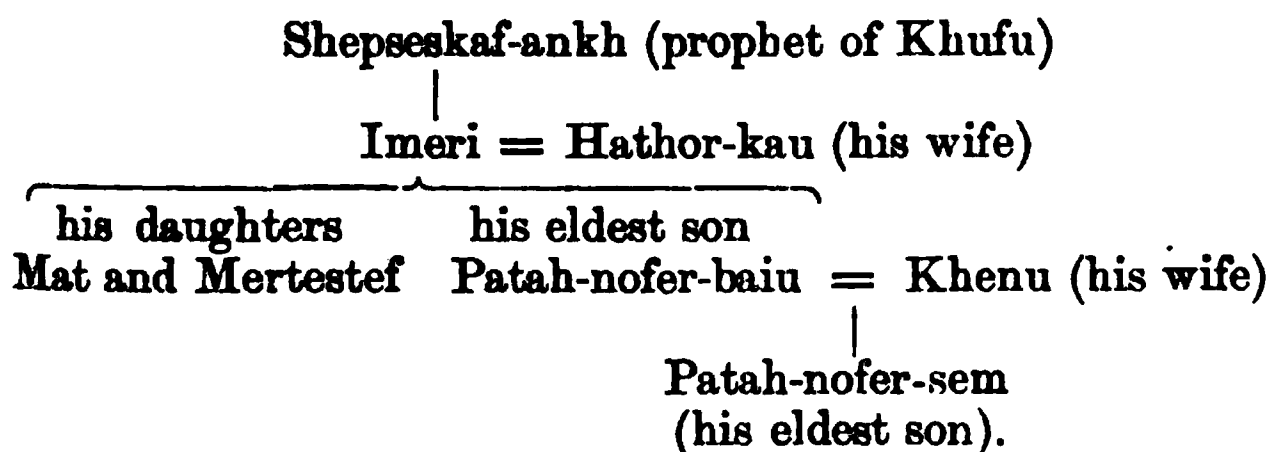 Shepseskaf-ankh (prophet of Khufu)
Imeri = Hathor-kau (his wife)
his daughters his eldest son
Mat and Mertestef Patah-nofer-baiu = Khenu (his wife)
Patah-nofer-sem
(his eldest son).